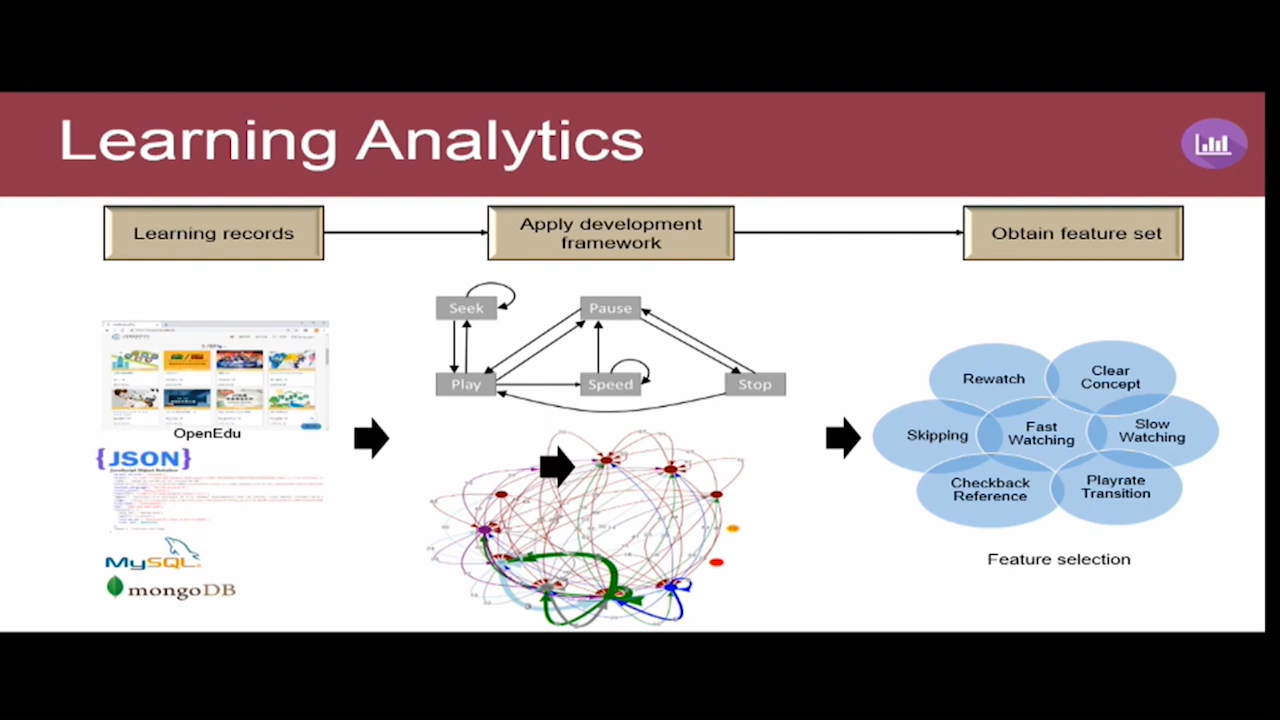 Learning Analytics
Learning records
Apply development
framework
Obtain feature set
Seek
Pause
Play
Speed
Stop
OpenEdu
{JSON}
JavaScript Object Notation
MySQL
mongoDB
Rewatch
Clear
Concept
Skipping
Fast
Watching
Slow
Watching
Checkback
Reference
Playrate
Transition
Feature selection